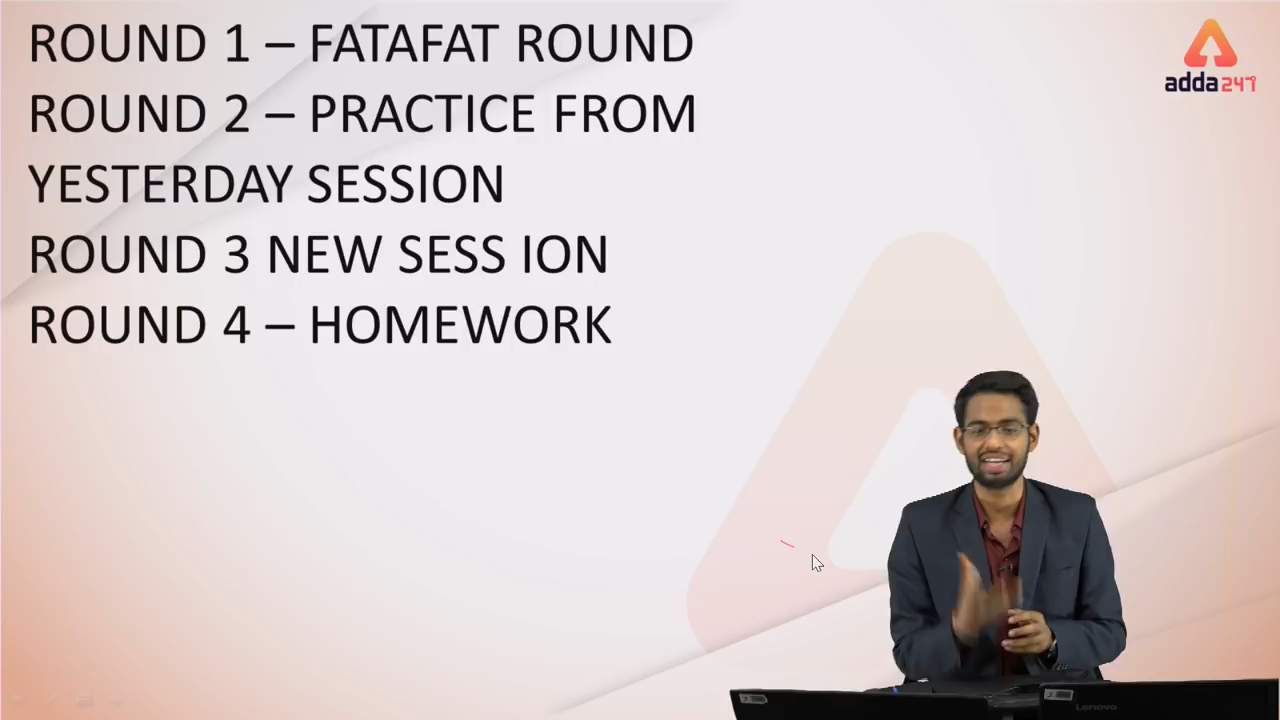 ROUND 1 – FATAFAT ROUND
ROUND 2 – PRACTICE FROM
YESTERDAY SESSION
ROUND 3 NEW SESS ION
ROUND 4 – HOMEWORK
adda247
Lenovo